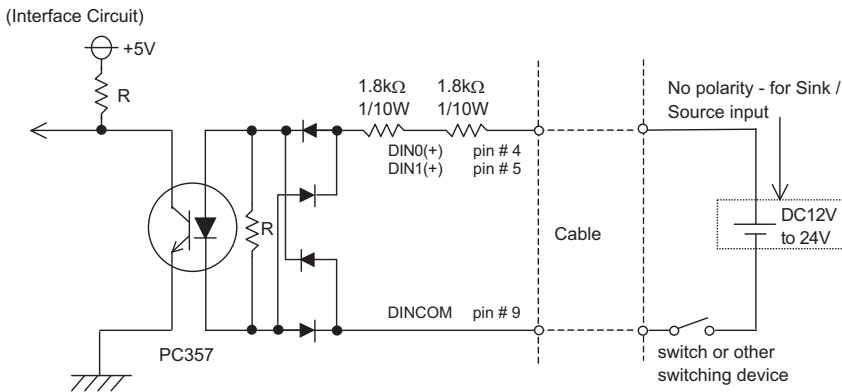 (Interface Circuit)
+5V
R
1.8kΩ 1.8kΩ
1/10W 1/10W
No polarity - for Sink /
Source input
DIN0(+) pin # 4
DIN1(+) pin # 5
R
Cable
DC12V
to 24V
DINCOM pin # 9
PC357
switch or other
switching device